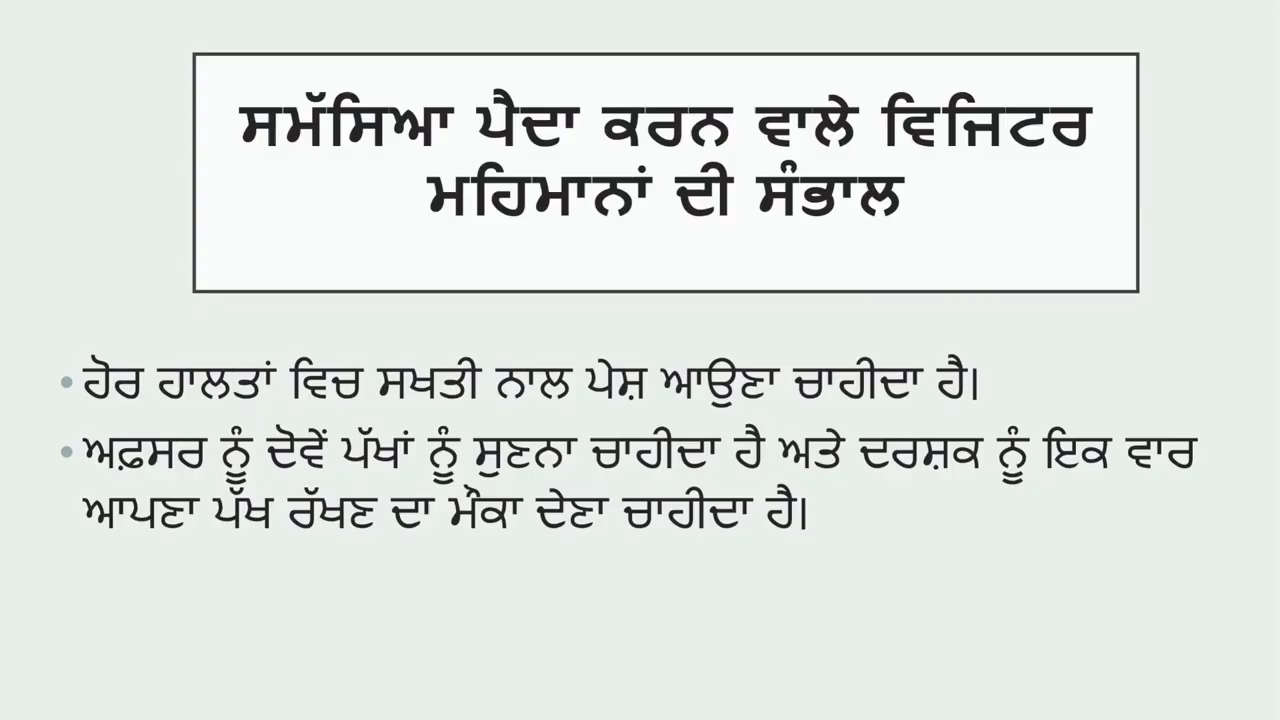 ਸਮੱਸਿਆ ਪੈਦਾ ਕਰਨ ਵਾਲੇ ਵਿਜਿਟਰ
ਮਹਿਮਾਨਾਂ ਦੀ ਸੰਭਾਲ
• ਹੋਰ ਹਾਲਤਾਂ ਵਿਚ ਸਖਤੀ ਨਾਲ ਪੇਸ਼ ਆਉਣਾ ਚਾਹੀਦਾ ਹੈ।
• ਅਫ਼ਸਰ ਨੂੰ ਦੋਵੇਂ ਪੱਖਾਂ ਨੂੰ ਸੁਣਨਾ ਚਾਹੀਦਾ ਹੈ ਅਤੇ ਦਰਸ਼ਕ ਨੂੰ ਇਕ ਵਾਰ
ਆਪਣਾ ਪੱਖ ਰੱਖਣ ਦਾ ਮੌਕਾ ਦੇਣਾ ਚਾਹੀਦਾ ਹੈ।